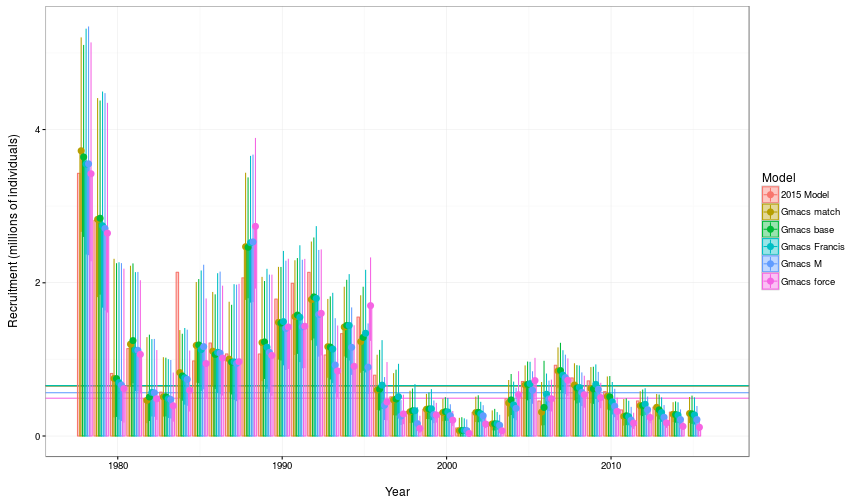 4
2
0
1980 1990 2000 2010
Year
Recruitment (millions of individuals)
Model
2015 Model
Gmacs match
Gmacs base
Gmacs Francis
Gmacs M
Gmacs force